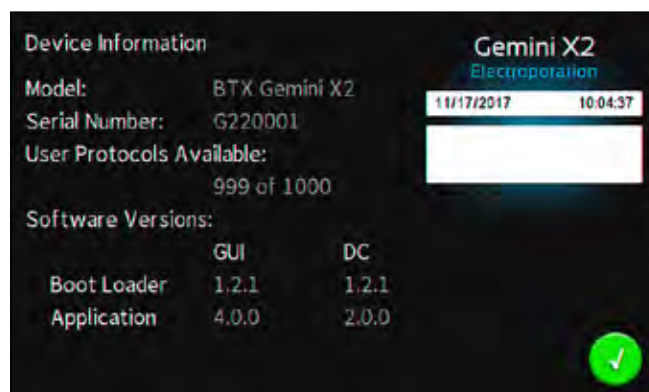 Device Information
Model: BTX Gemini X2
Serial Number: G220001
User Protocols Available:
999 of 1000
Software Versions:
GUI DC
Boot Loader 1.2.1 1.2.1
Application 4.0.0 2.0.0
Gemini X2
Electroporation
11/17/2017 10:04:37